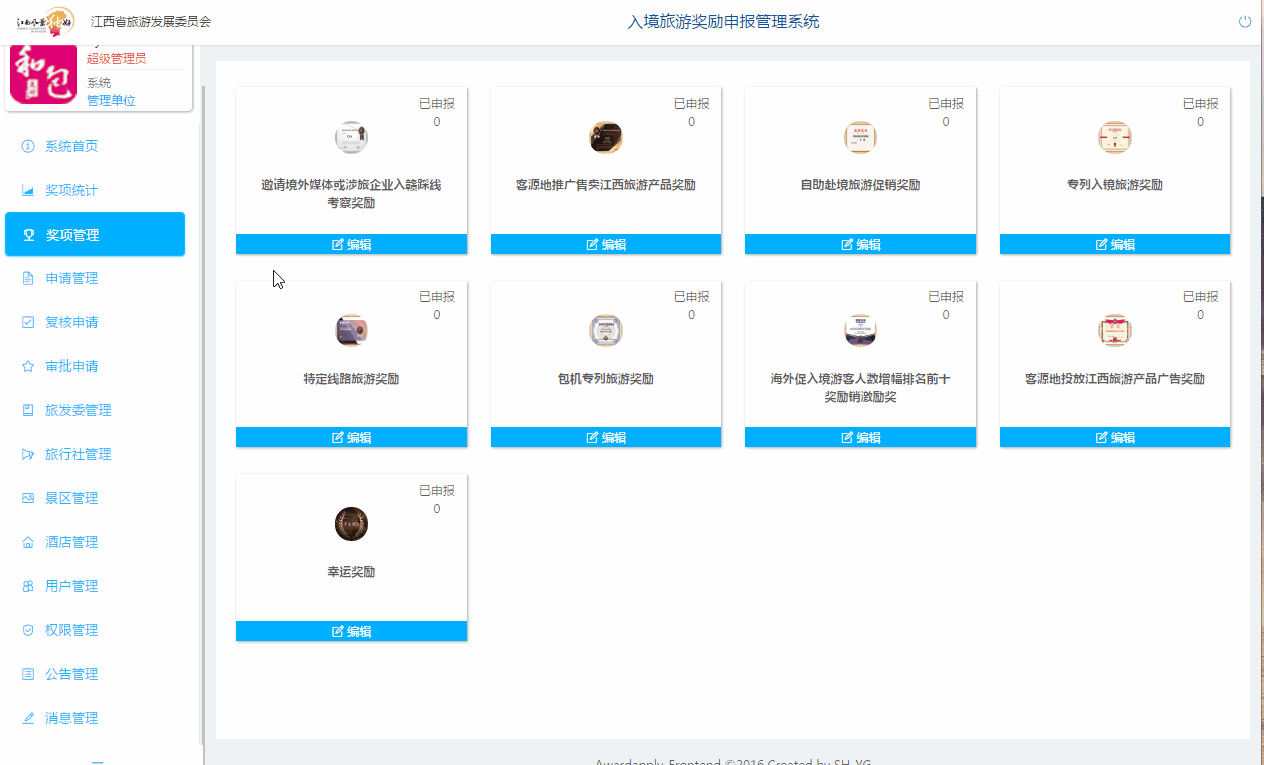 江西省旅游发展委员会
入境旅游奖励申报管理系统
和包
超级管理员
系统
管理单位
系统首页
奖项统计
奖项管理
申请管理
复核申请
审批申请
旅发委管理
旅行社管理
景区管理
酒店管理
用户管理
权限管理
公告管理
消息管理
已申报
0
邀请境外媒体或涉旅企业入赣踩线
考察奖励
编辑
已申报
0
客源地推广售卖江西旅游产品奖励
编辑
已申报
0
自助赴境旅游促销奖励
编辑
已申报
0
专列入镜旅游奖励
编辑
已申报
0
特定线路旅游奖励
编辑
已申报
0
包机专列旅游奖励
编辑
已申报
0
海外促入境游客人数增幅排名前十
奖励销激励奖
编辑
已申报
0
客源地投放江西旅游产品广告奖励
编辑
已申报
0
幸运奖励
编辑
Awardapply-Frontend ©2016 Created by SH-YG